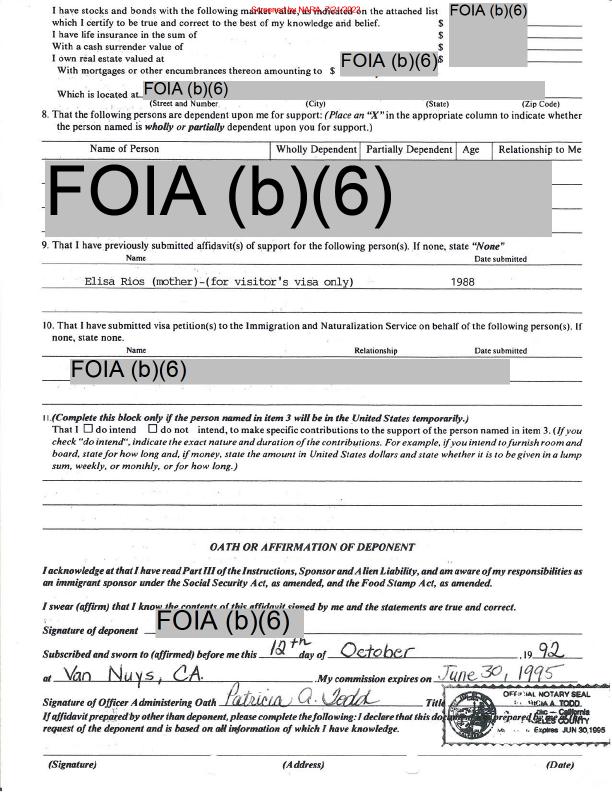 I have stocks and bonds with the following market value, as indicated on the attached list $ FOIA (b)(6)
which I certify to be true and correct to the best of my knowledge and belief.
I have life insurance in the sum of $
With a cash surrender value of $
I own real estate valued at $
With mortgages or other encumbrances thereon amounting to $ FOIA (b)(6)
Which is located at FOIA (b)(6)
(Street and Number) (City) (State) (Zip Code)
8. That the following persons are dependent upon me for support: (Place an "X" in the appropriate column to indicate whether
the person named is wholly or partially dependent upon you for support.)
Name of Person Wholly Dependent Partially Dependent Age Relationship to Me
FOIA (b)(6)
9. That I have previously submitted affidavit(s) of support for the following person(s). If none, state "None"
Name Date submitted
Elisa Rios (mother)-(for visitor's visa only) 1988
10. That I have submitted visa petition(s) to the Immigration and Naturalization Service on behalf of the following person(s). If
none, state none.
Name Relationship Date submitted
FOIA (b)(6)
11.(Complete this block only if the person named in item 3 will be in the United States temporarily.)
That I ☐ do intend ☐ do not intend, to make specific contributions to the support of the person named in item 3. (If you
check "do intend", indicate the exact nature and duration of the contributions. For example, if you intend to furnish room and
board, state for how long and, if money, state the amount in United States dollars and state whether it is to be given in a lump
sum, weekly, or monthly, or for how long.)
OATH OR AFFIRMATION OF DEPONENT
I acknowledge at that I have read Part III of the Instructions, Sponsor and Alien Liability, and am aware of my responsibilities as
an immigrant sponsor under the Social Security Act, as amended, and the Food Stamp Act, as amended.
I swear (affirm) that I know the contents of this affidavit signed by me and the statements are true and correct.
Signature of deponent FOIA (b)(6)
Subscribed and sworn to (affirmed) before me this 12th day of October ,19 92
at Van Nuys, CA. .My commission expires on June 30, 1995
Signature of Officer Administering Oath Patricia A. Todd Title
OFFICIAL NOTARY SEAL
A. TODD
California
COUNTY
Expires JUN 30,1995
If affidavit prepared by other than deponent, please complete the following: I declare that this document prepared by me at the
request of the deponent and is based on all information of which I have knowledge.
(Signature) (Address) (Date)